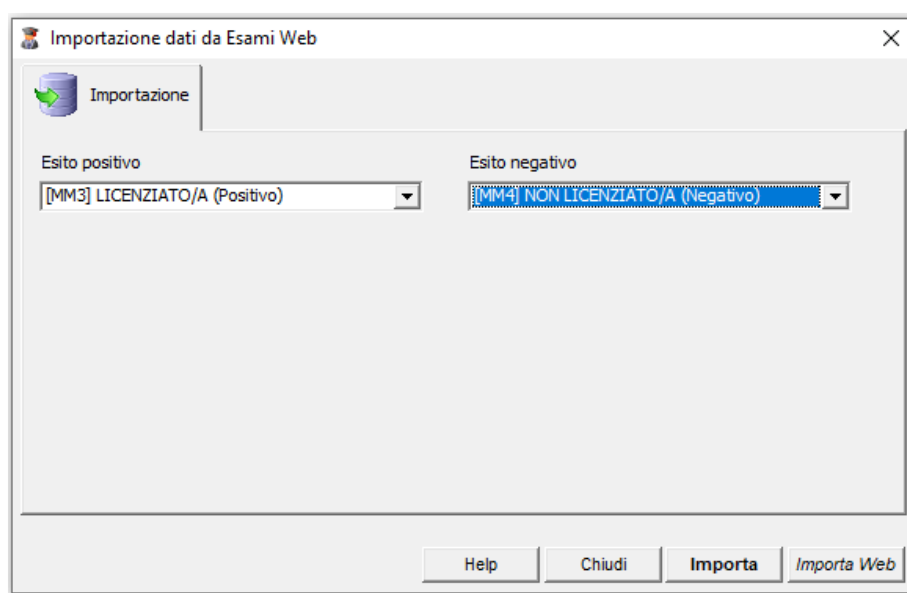 Importazione dati da Esami Web
Importazione
Esito positivo
Esito negativo
[MM3] LICENZIATO/A (Positivo)
[MM4] NON LICENZIATO/A (Negativo)
Help
Chiudi
Importa
Importa Web